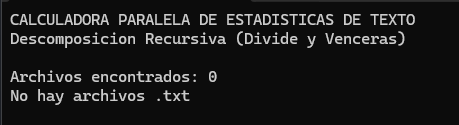 CALCULADORA PARALELA DE ESTADISTICAS DE TEXTO
Descomposicion Recursiva (Divide y Venceras)
Archivos encontrados: 0
No hay archivos .txt